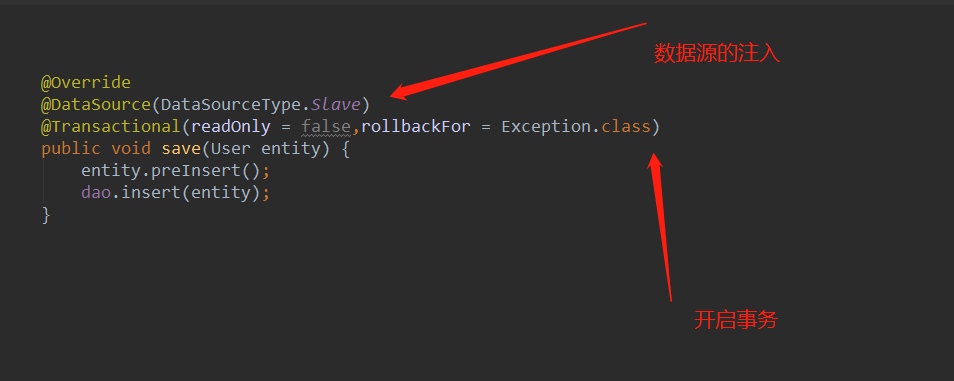 数据源的注入
@Override
@DataSource(DataSourceType.Slave)
@Transactional(readOnly = false,rollbackFor = Exception.class)
public void save(User entity) {
entity.preInsert();
dao.insert(entity);
}
开启事务